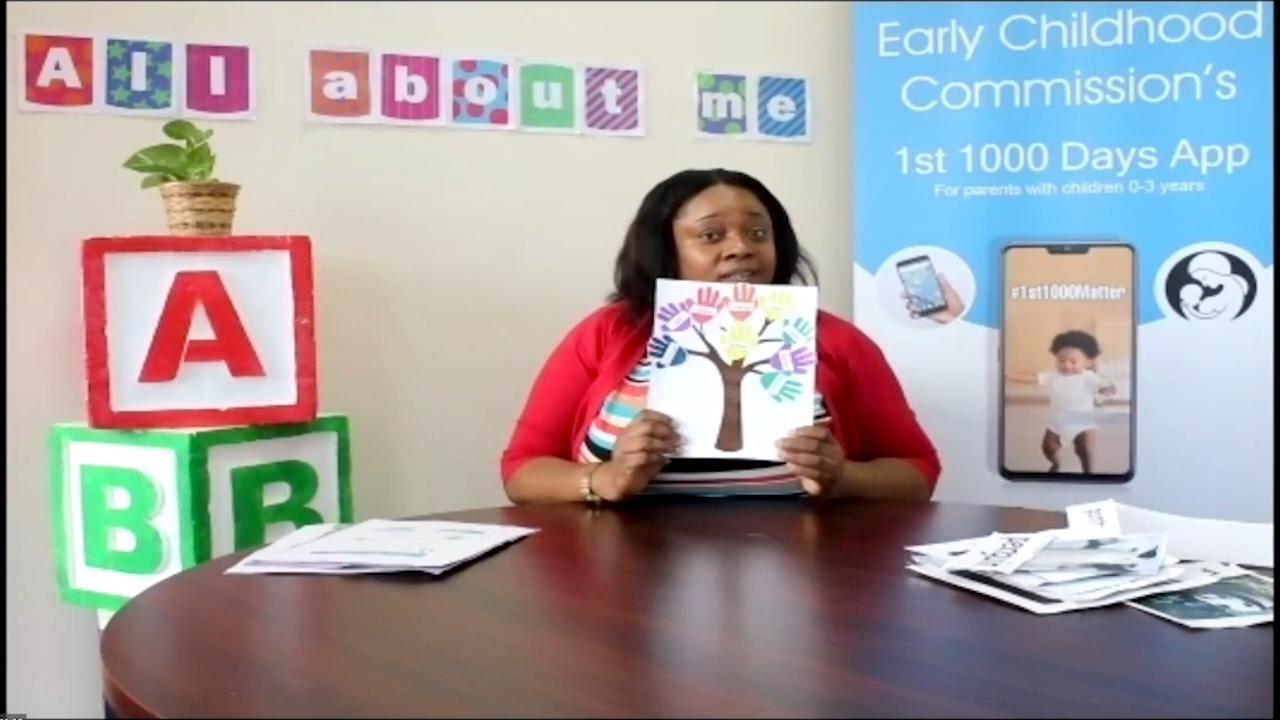 All about me
Early Childhood
Commission's
1st 1000 Days App
For parents with children 0-3 years
#1st1000Matter
A
B
B